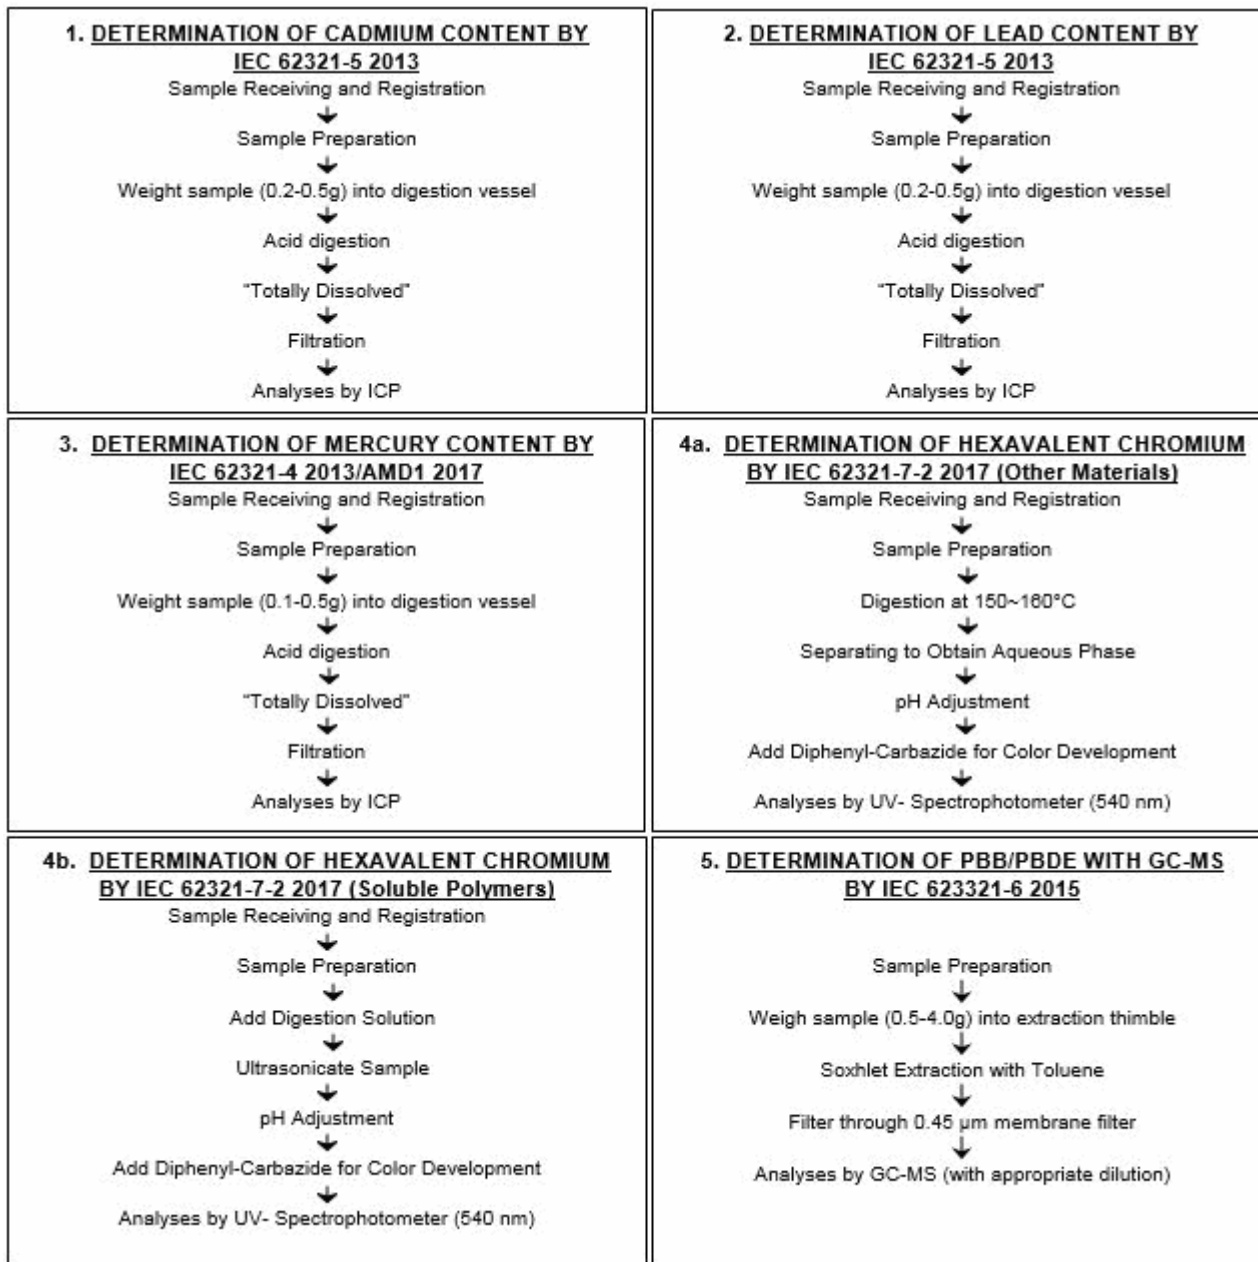 1. DETERMINATION OF CADMIUM CONTENT BY
IEC 62321-5 2013
Sample Receiving and Registration
Sample Preparation
Weight sample (0.2-0.5g) into digestion vessel
Acid digestion
"Totally Dissolved"
Filtration
Analyses by ICP
2. DETERMINATION OF LEAD CONTENT BY
IEC 62321-5 2013
Sample Receiving and Registration
Sample Preparation
Weight sample (0.2-0.5g) into digestion vessel
Acid digestion
"Totally Dissolved"
Filtration
Analyses by ICP
3. DETERMINATION OF MERCURY CONTENT BY
IEC 62321-4 2013/AMD1 2017
Sample Receiving and Registration
Sample Preparation
Weight sample (0.1-0.5g) into digestion vessel
Acid digestion
"Totally Dissolved"
Filtration
Analyses by ICP
4a. DETERMINATION OF HEXAVALENT CHROMIUM
BY IEC 62321-7-2 2017 (Other Materials)
Sample Receiving and Registration
Sample Preparation
Digestion at 150~160°C
Separating to Obtain Aqueous Phase
pH Adjustment
Add Diphenyl-Carbazide for Color Development
Analyses by UV- Spectrophotometer (540 nm)
4b. DETERMINATION OF HEXAVALENT CHROMIUM
BY IEC 62321-7-2 2017 (Soluble Polymers)
Sample Receiving and Registration
Sample Preparation
Add Digestion Solution
Ultrasonicate Sample
pH Adjustment
Add Diphenyl-Carbazide for Color Development
Analyses by UV- Spectrophotometer (540 nm)
5. DETERMINATION OF PBB/PBDE WITH GC-MS
BY IEC 623321-6 2015
Sample Preparation
Weigh sample (0.5-4.0g) into extraction thimble
Soxhlet Extraction with Toluene
Filter through 0.45 µm membrane filter
Analyses by GC-MS (with appropriate dilution)